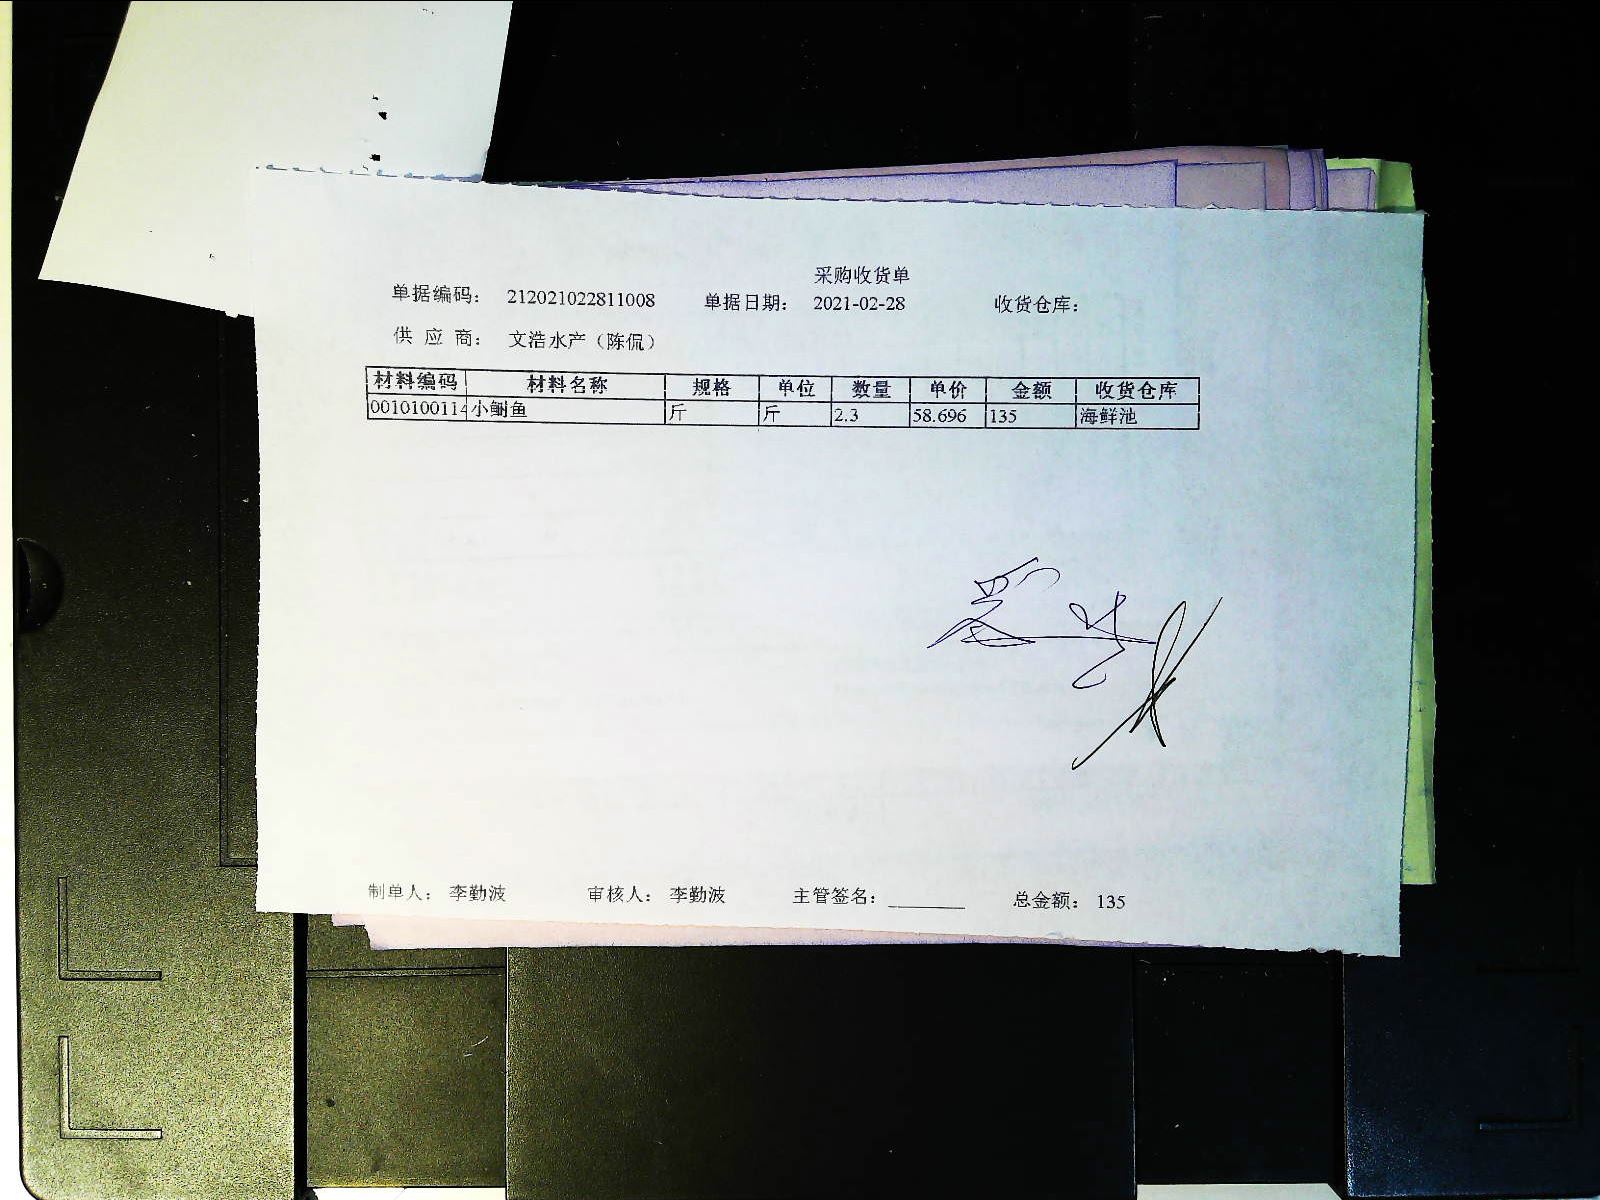 采购收货单
单据编码： 212021022811008 单据日期： 2021-02-28 收货仓库：
供 应 商： 文浩水产（陈侃）
材料编码 材料名称 规格 单位 数量 单价 金额 收货仓库
0010100114 小鮰鱼 斤 斤 2.3 58.696 135 海鲜池
制单人： 李勤波 审核人： 李勤波 主管签名： 总金额： 135